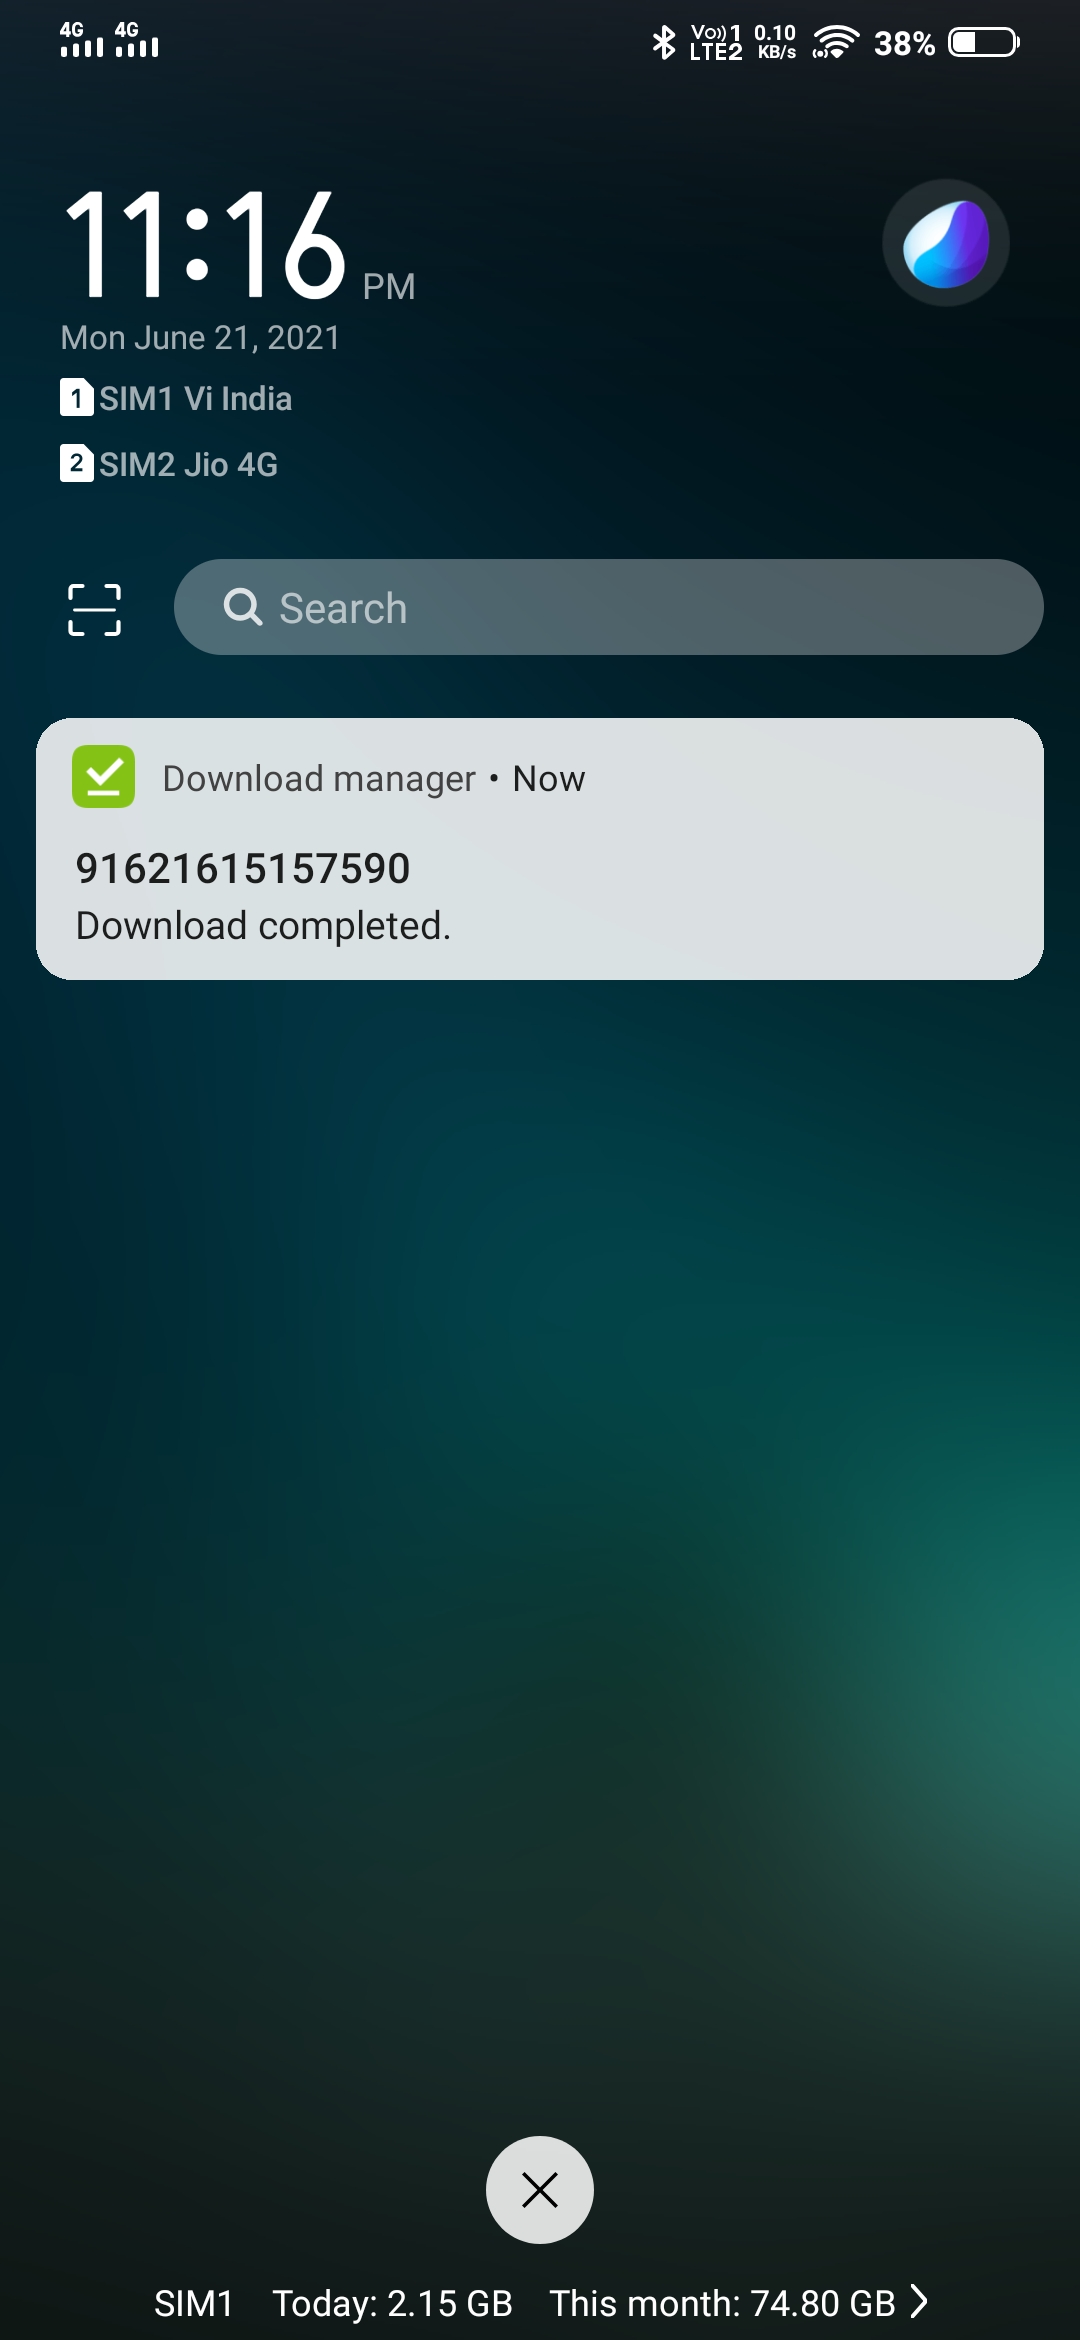 4G 4G
Vo))1 LTE2 0.10 KB/s 38%
11:16 PM
Mon June 21, 2021
1 SIM1 Vi India
2 SIM2 Jio 4G
Search
Download manager • Now
91621615157590
Download completed.
SIM1 Today: 2.15 GB This month: 74.80 GB